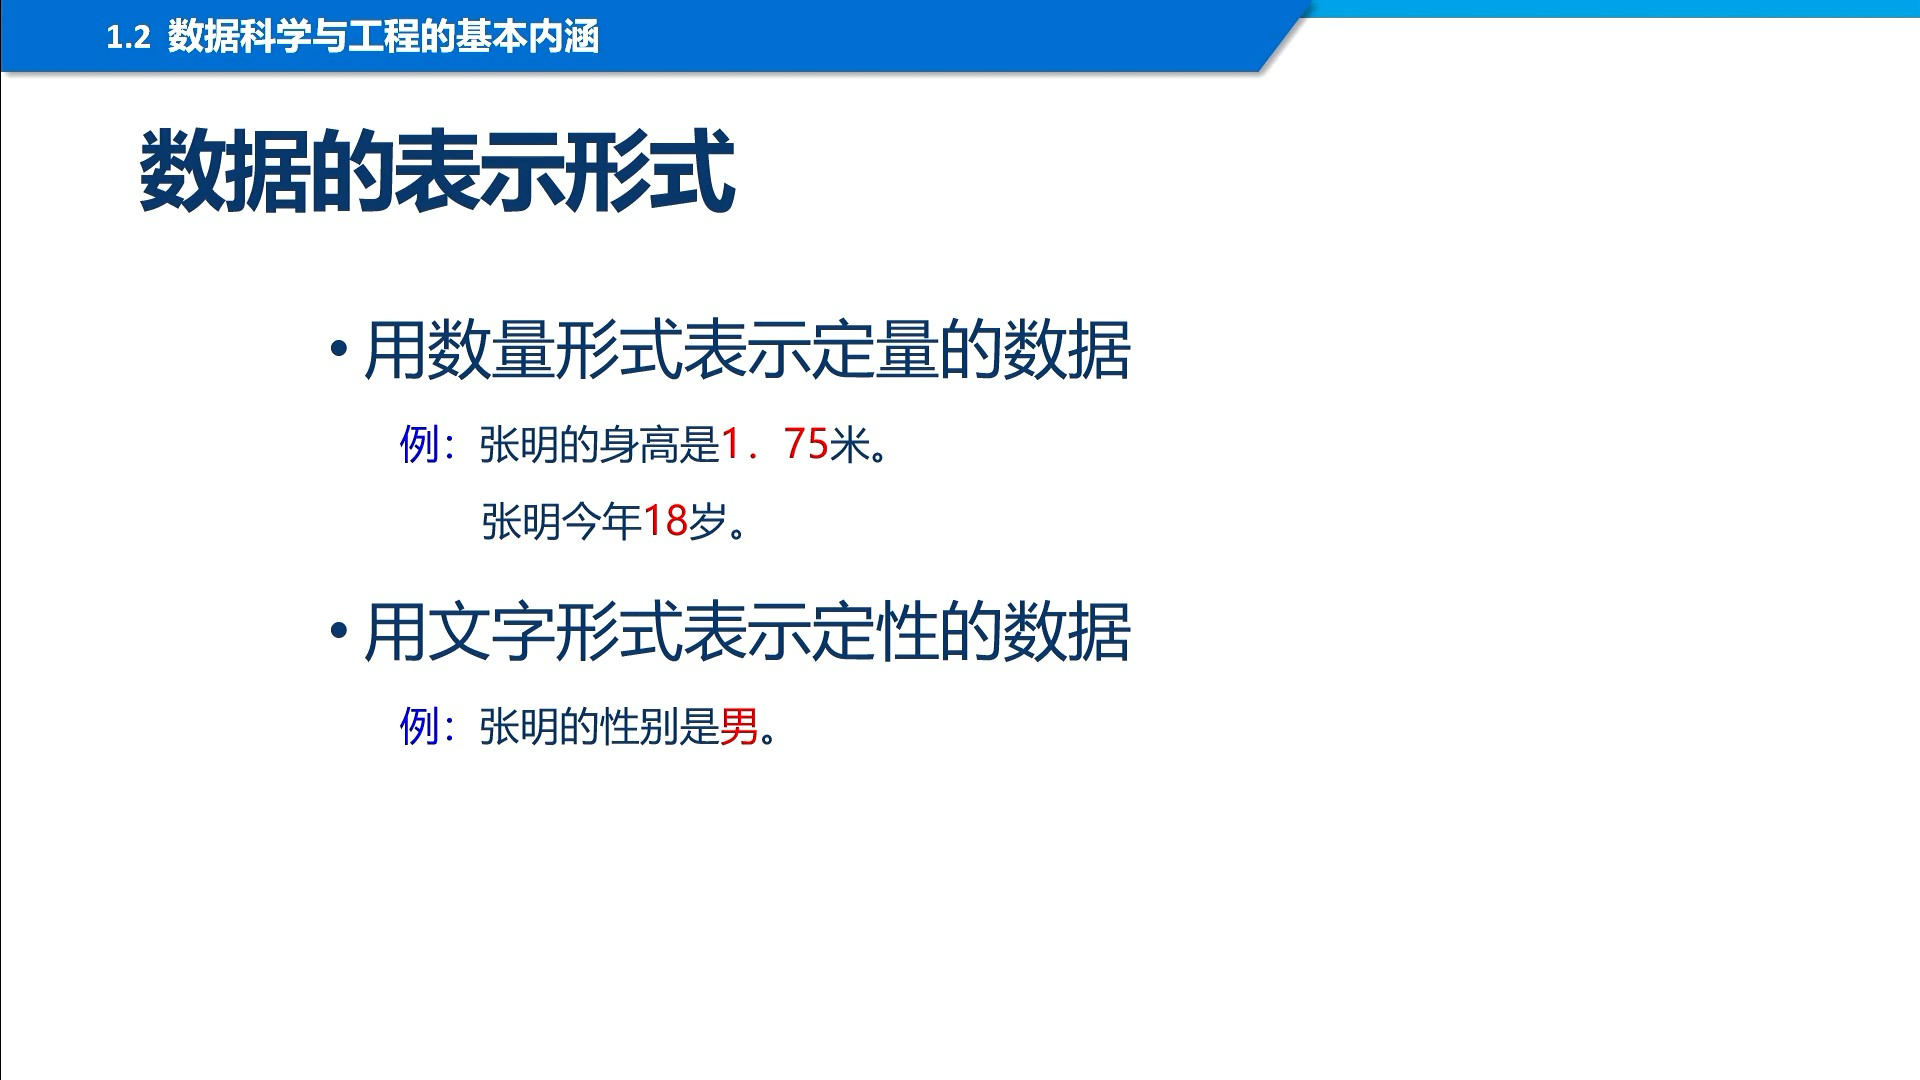 1.2 数据科学与工程的基本内涵
数据的表示形式
• 用数量形式表示定量的数据
例：张明的身高是1．75米。
张明今年18岁。
• 用文字形式表示定性的数据
例：张明的性别是男。